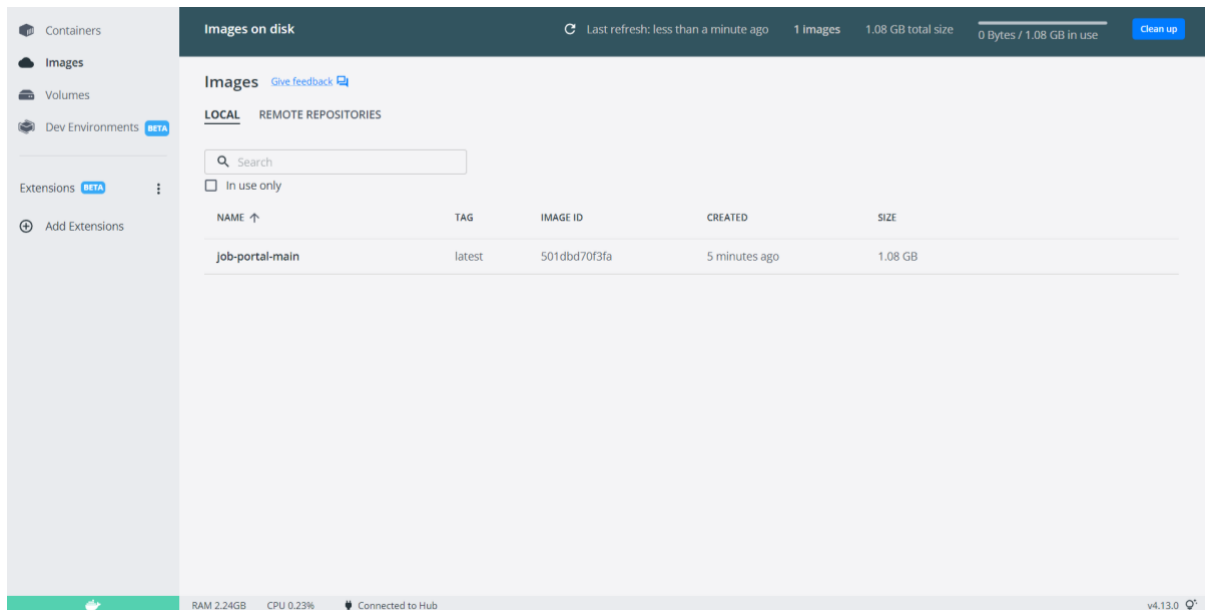 Containers
Images
Volumes
Dev Environments BETA
Extensions BETA
Add Extensions
Images on disk
Last refresh: less than a minute ago
1 images
1.08 GB total size
0 Bytes / 1.08 GB in use
Clean up
Images Give feedback
LOCAL REMOTE REPOSITORIES
Search
In use only
NAME TAG IMAGE ID CREATED SIZE
job-portal-main latest 501dbd70f3fa 5 minutes ago 1.08 GB
RAM 2.24GB CPU 0.23% Connected to Hub v4.13.0